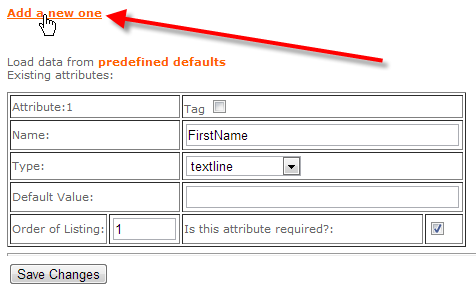 Add a new one
Load data from predefined defaults
Existing attributes:
Attribute:1 Tag
Name: FirstName
Type: textline
Default Value:
Order of Listing: 1 Is this attribute required?:
Save Changes